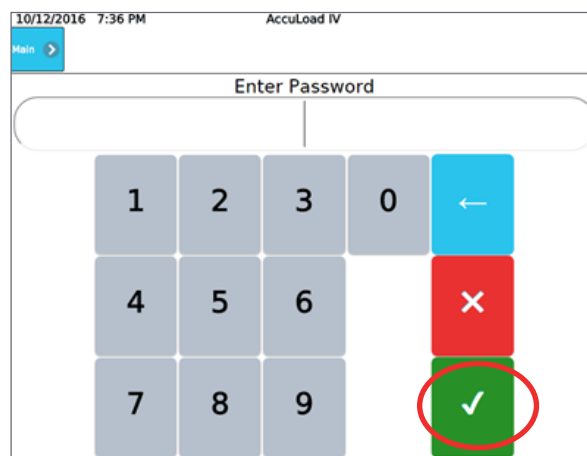 10/12/2016 7:36 PM AccuLoad IV
Main
Enter Password
1 2 3 0 ←
4 5 6 ✕
7 8 9 ✓